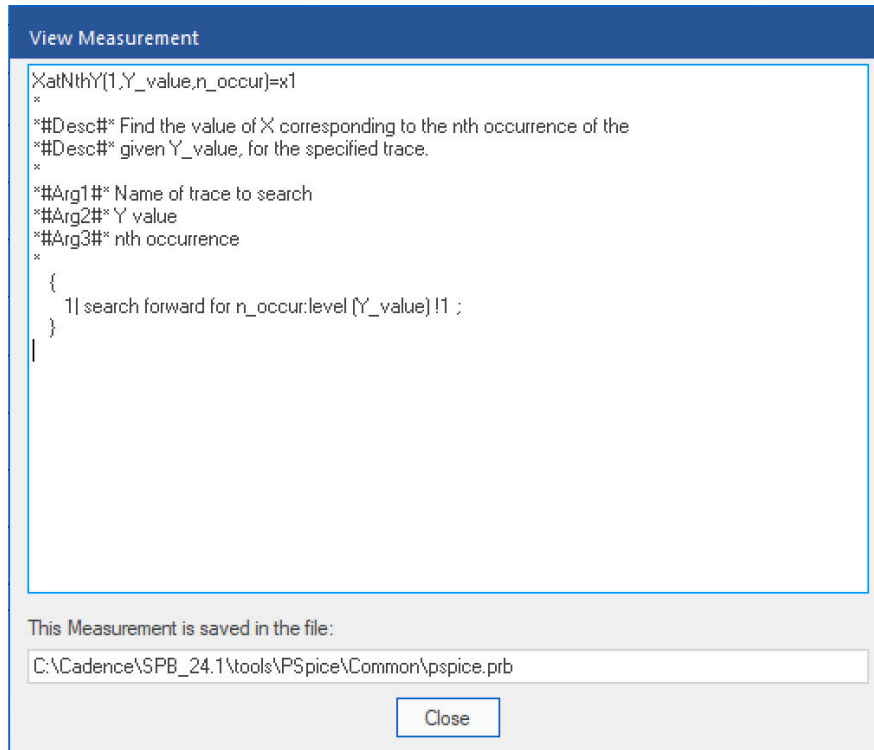 View Measurement
XatNthY(1,Y_value,n_occur)=x1
*
*#Desc#* Find the value of X corresponding to the nth occurrence of the
*#Desc#* given Y_value, for the specified trace.
*
*#Arg1#* Name of trace to search
*#Arg2#* Y value
*#Arg3#* nth occurrence
*
{
1| search forward for n_occur:level (Y_value) !1 ;
}
This Measurement is saved in the file:
C:\Cadence\SPB_24.1\tools\PSpice\Common\pspice.prb
Close